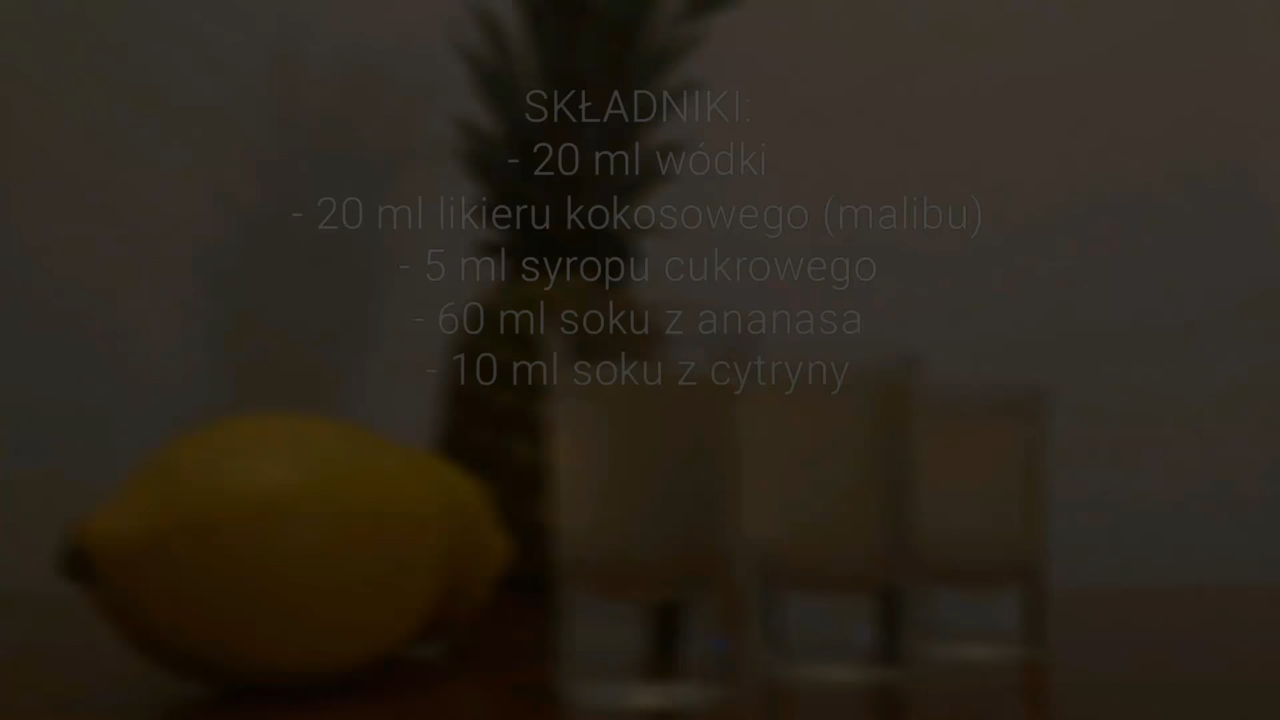 SKŁADNIKI:
- 20 ml wódki
- 20 ml likieru kokosowego (malibu)
- 5 ml syropu cukrowego
- 60 ml soku z ananasa
- 10 ml soku z cytryny